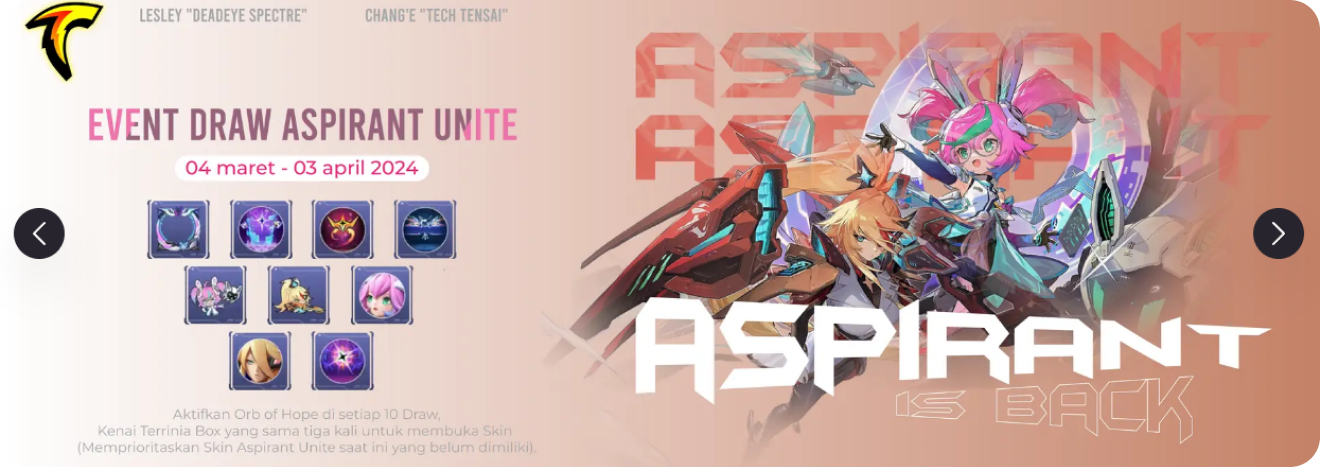 LESLEY "DEADEYE SPECTRE"
CHANG'E "TECH TENSAI"
EVENT DRAW ASPIRANT UNITE
04 maret - 03 april 2024
Aktifkan Orb of Hope di setiap 10 Draw,
Kenai Terrinia Box yang sama tiga kali untuk membuka Skin
(Memprioritaskan Skin Aspirant Unite saat ini yang belum dimiliki).
ASPIRANT
ASPIRANT
ASPIRANT
IS BACK